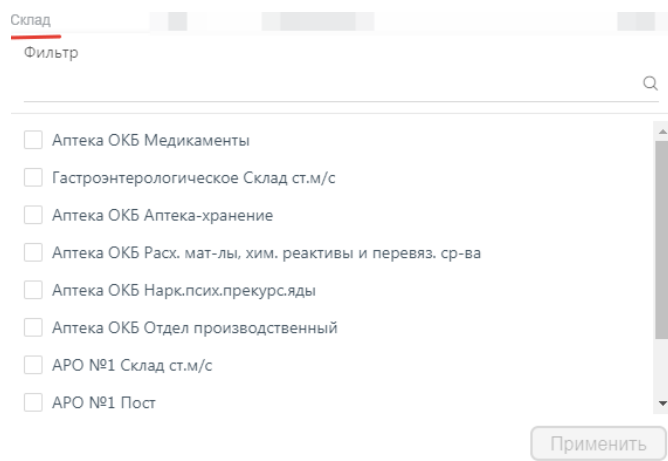 Склад
Фильтр
Аптека ОКБ Медикаменты
Гастроэнтерологическое Склад ст.м/с
Аптека ОКБ Аптека-хранение
Аптека ОКБ Расх. мат-лы, хим. реактивы и перевяз. ср-ва
Аптека ОКБ Нарк.псих.прекурс.яды
Аптека ОКБ Отдел производственный
АРО №1 Склад ст.м/с
АРО №1 Пост
Применить